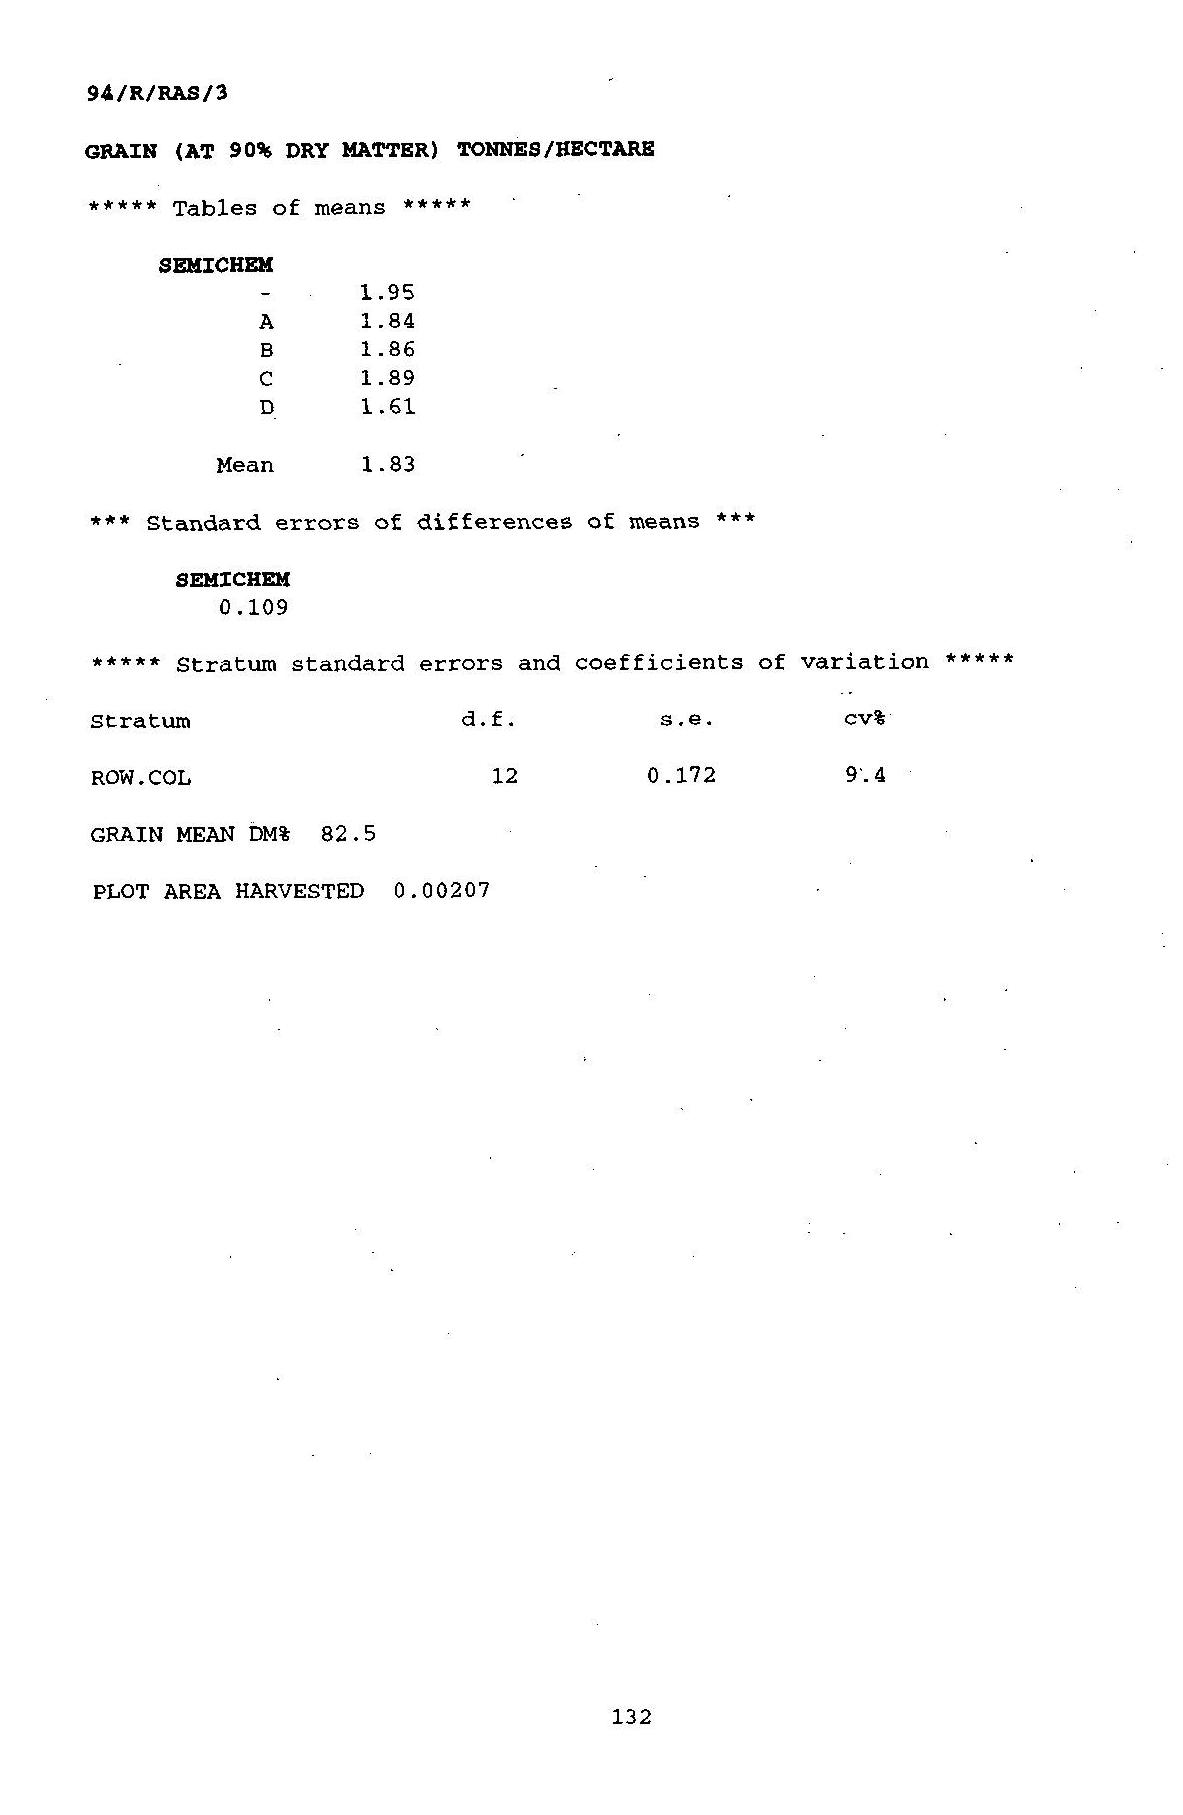 94/R/RAS/3
GRAIN (AT 90% DRY MATTER) TONNES/HECTARE
***** Tables of means *****
SEMICHEM
- 1.95
A 1.84
B 1.86
C 1.89
D 1.61
Mean 1.83
*** Standard errors of differences of means ***
SEMICHEM
0.109
***** Stratum standard errors and coefficients of variation *****
Stratum d.f. s.e. cv%
ROW.COL 12 0.172 9.4
GRAIN MEAN DM% 82.5
PLOT AREA HARVESTED 0.00207
132